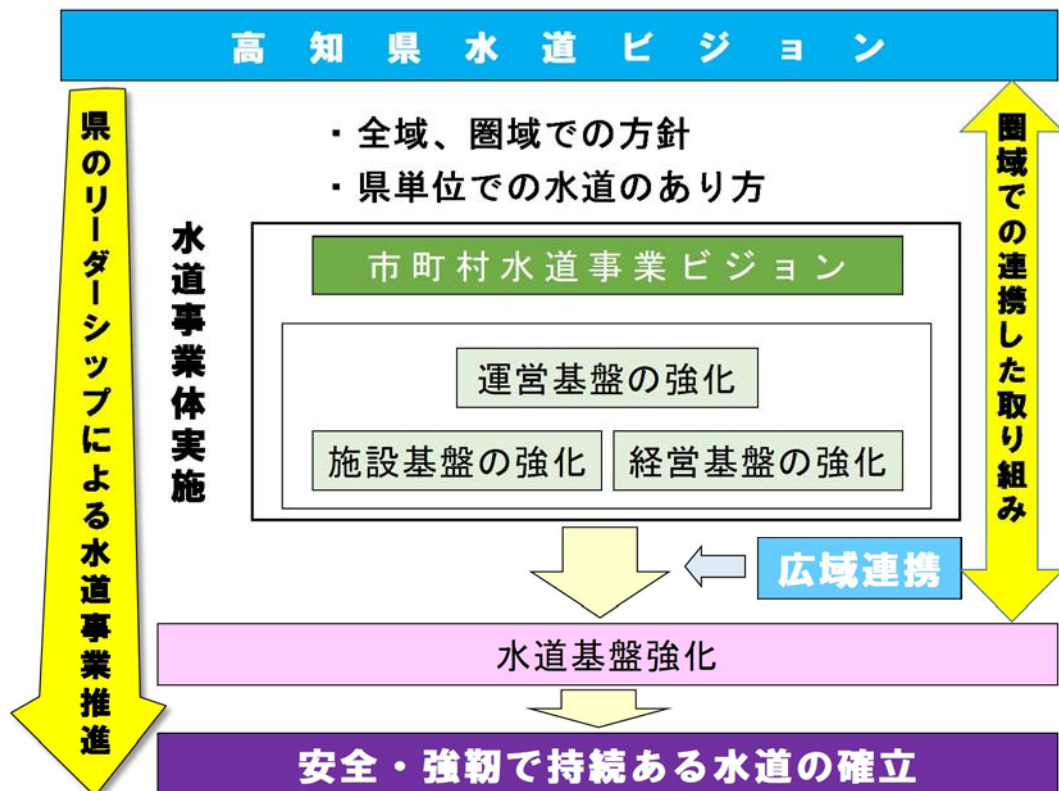 高知県水道ビジョン
県のリーダーシップによる水道事業推進
・全域、圏域での方針
・県単位での水道のあり方
圏域での連携した取り組み
水道事業体実施
市町村水道事業ビジョン
運営基盤の強化
施設基盤の強化
経営基盤の強化
広域連携
水道基盤強化
安全・強靭で持続ある水道の確立